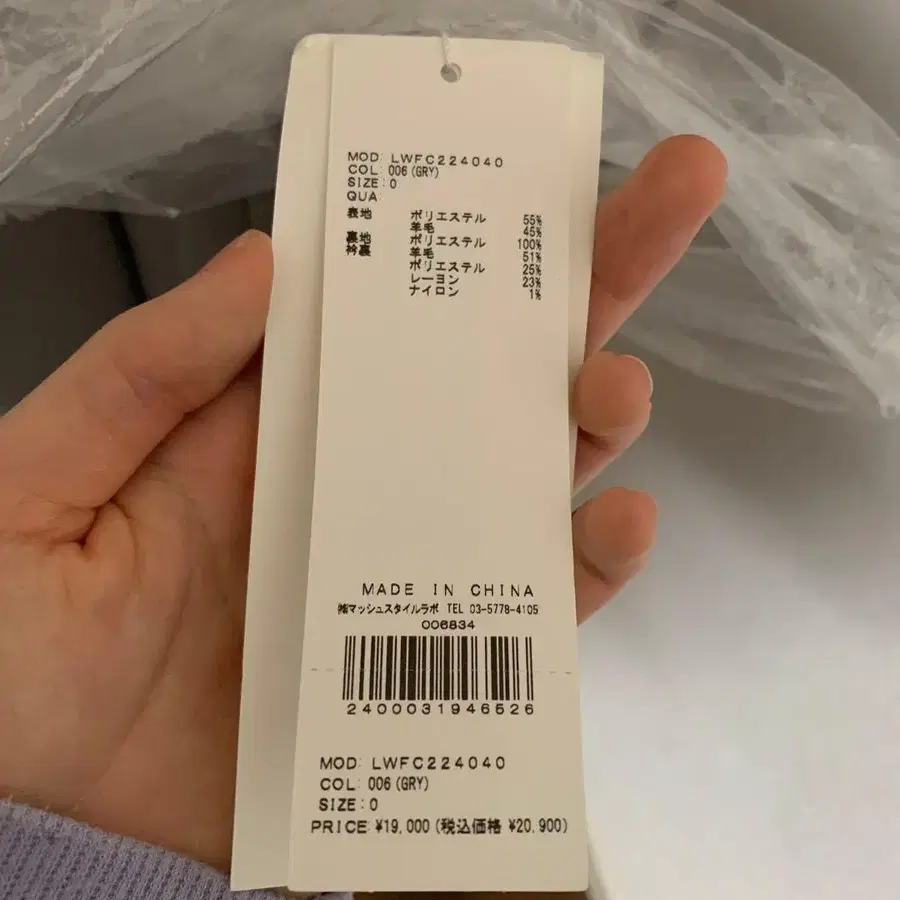 MOD: LWFC224040
COL: 006(GRY)
SIZE:0
QUA:
表地 ポリエステル 55%
羊毛 45%
裏地 ポリエステル 100%
衿裏 羊毛 51%
ポリエステル 25%
レーヨン 23%
ナイロン 1%
MADE IN CHINA
㈱マッシュスタイルラボ TEL 03-5778-4105
006834
2400031946526
MOD: LWFC224040
COL: 006(GRY)
SIZE:0
PRICE:¥19,000(税込価格 ¥20,900)